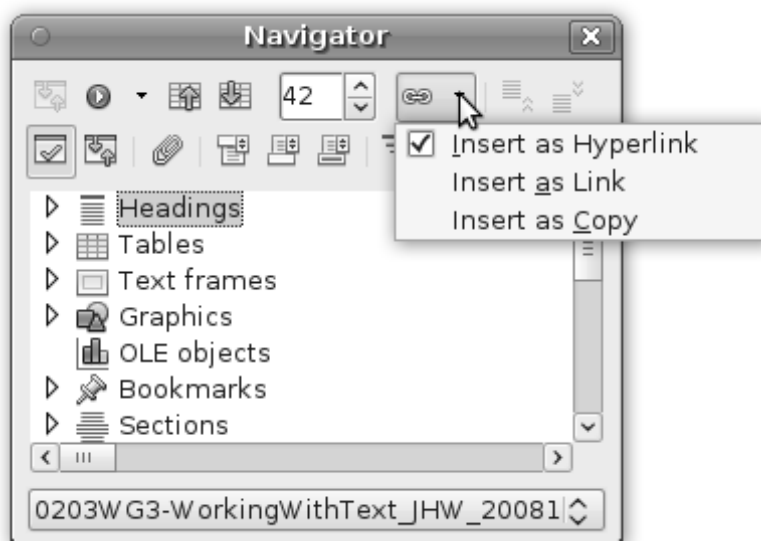 Navigator
42
Insert as Hyperlink
Insert as Link
Insert as Copy
Headings
Tables
Text frames
Graphics
OLE objects
Bookmarks
Sections
0203WG3-WorkingWithText_JHW_20081